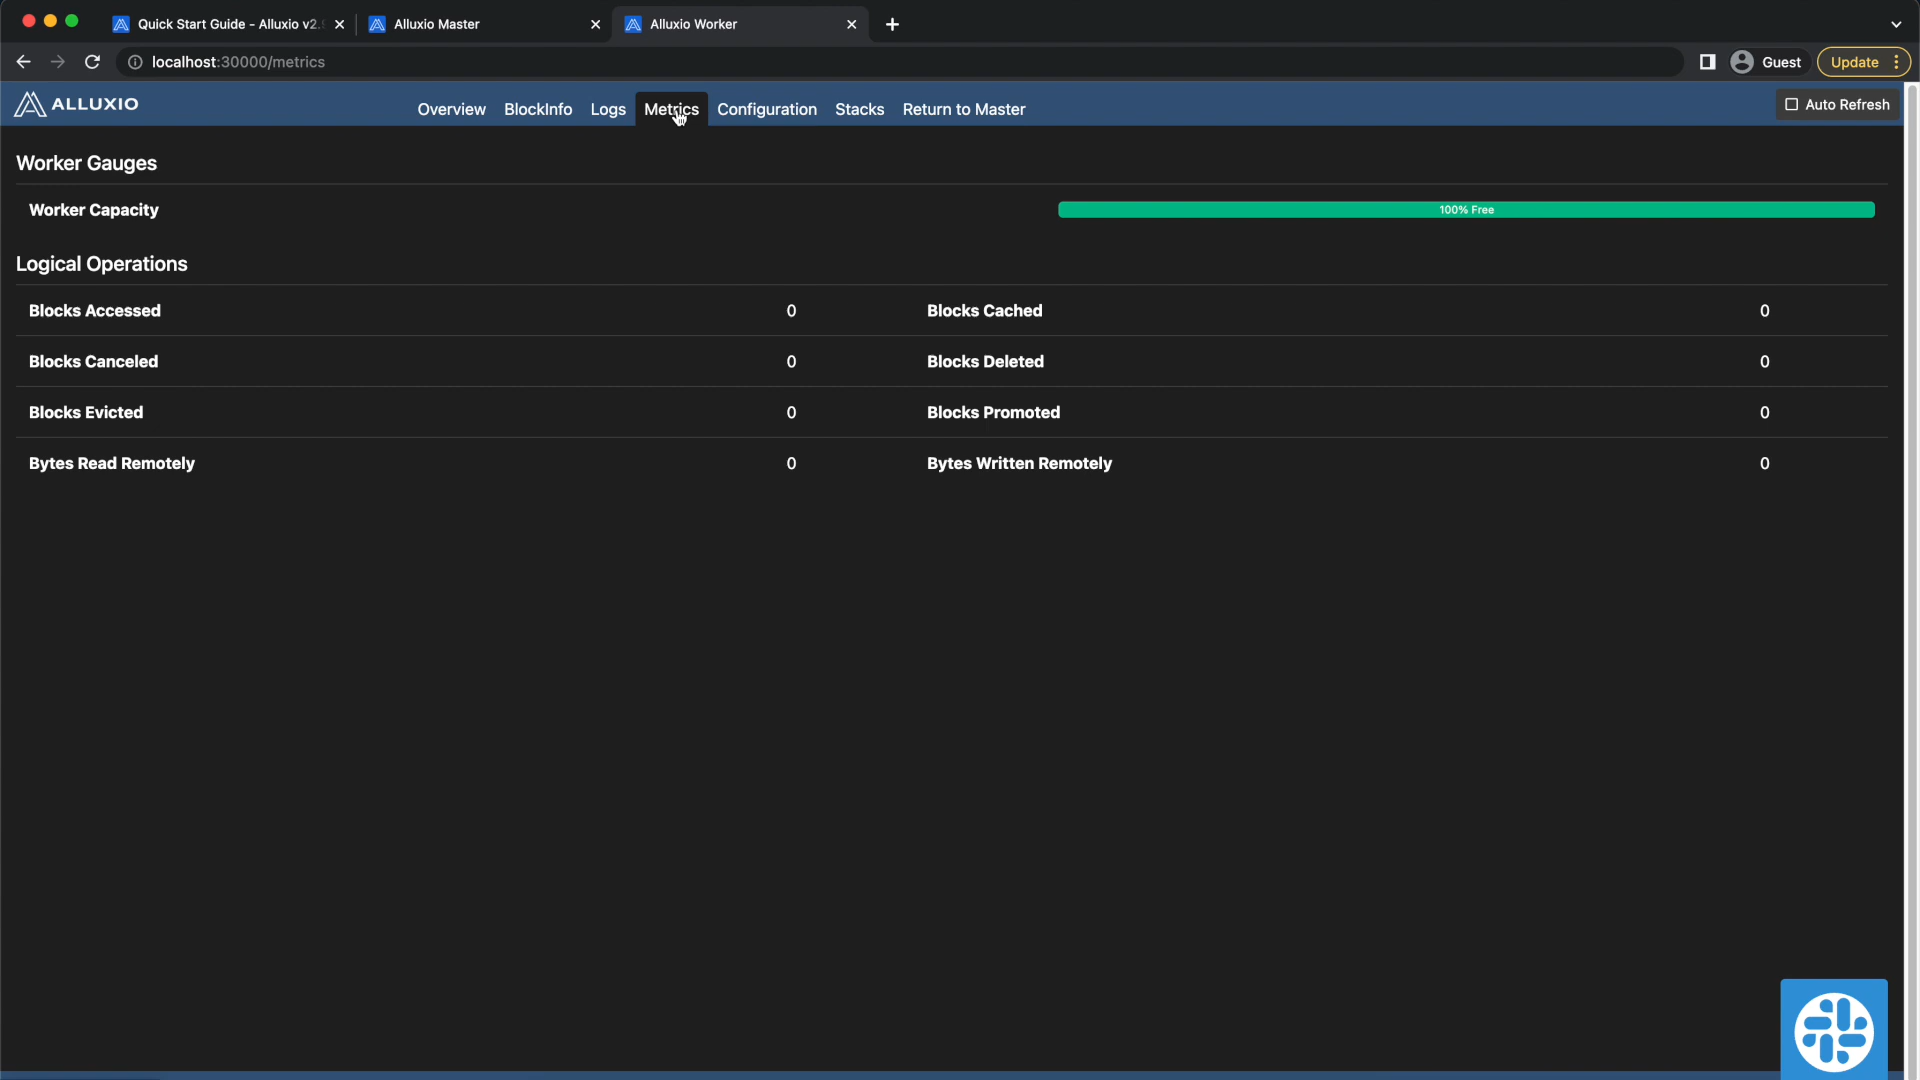 Quick Start Guide - Alluxio v2.
Alluxio Master
Alluxio Worker
localhost:30000/metrics
Guest
Update
ALLUXIO
Overview
BlockInfo
Logs
Metrics
Configuration
Stacks
Return to Master
Auto Refresh
Worker Gauges
Worker Capacity
100% Free
Logical Operations
Blocks Accessed 0 Blocks Cached 0
Blocks Canceled 0 Blocks Deleted 0
Blocks Evicted 0 Blocks Promoted 0
Bytes Read Remotely 0 Bytes Written Remotely 0